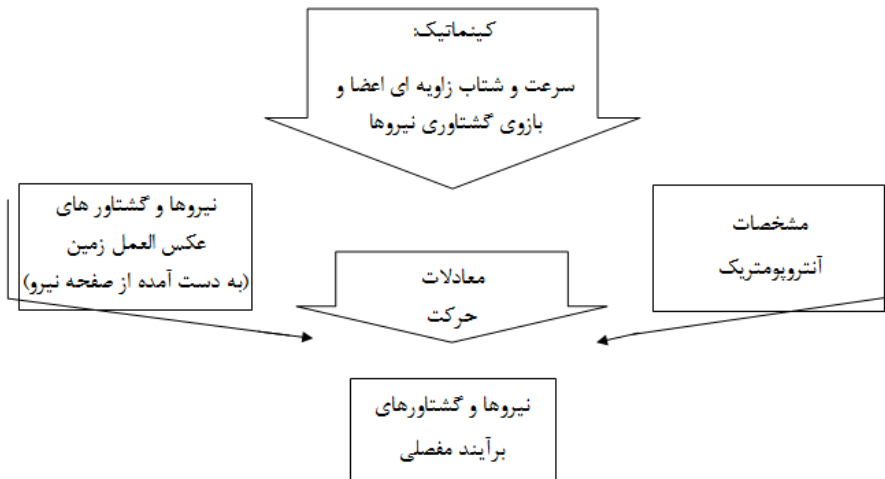 کینماتیک:
سرعت و شتاب زاویه ای اعضا و
بازوی گشتاوری نیروها
مشخصات
آنتروپومتریک
نیروها و گشتاور های
عکس العمل زمین
(به دست آمده از صفحه نیرو)
معادلات
حرکت
نیروها و گشتاورهای
برآیند مفصلی